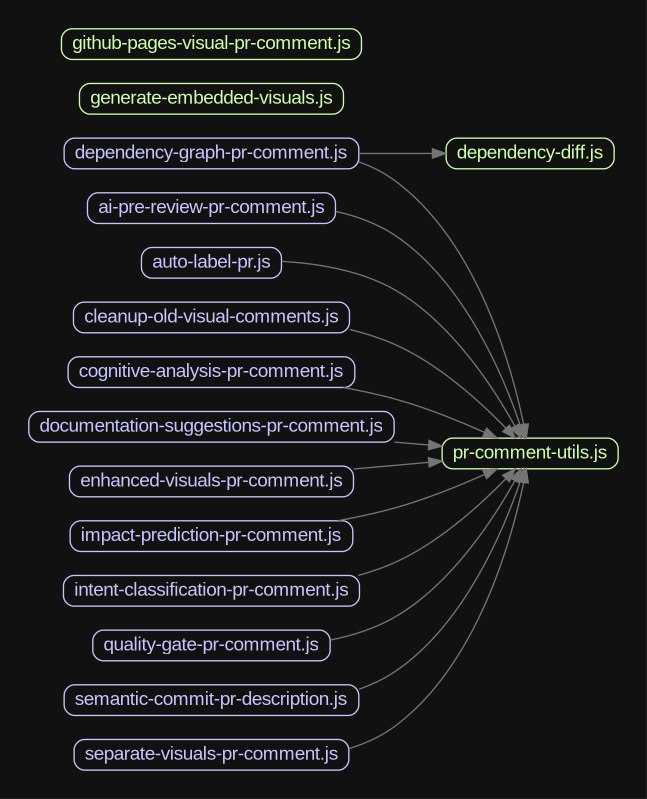 github-pages-visual-pr-comment.js
generate-embedded-visuals.js
dependency-graph-pr-comment.js
dependency-diff.js
ai-pre-review-pr-comment.js
auto-label-pr.js
cleanup-old-visual-comments.js
cognitive-analysis-pr-comment.js
documentation-suggestions-pr-comment.js
pr-comment-utils.js
enhanced-visuals-pr-comment.js
impact-prediction-pr-comment.js
intent-classification-pr-comment.js
quality-gate-pr-comment.js
semantic-commit-pr-description.js
separate-visuals-pr-comment.js